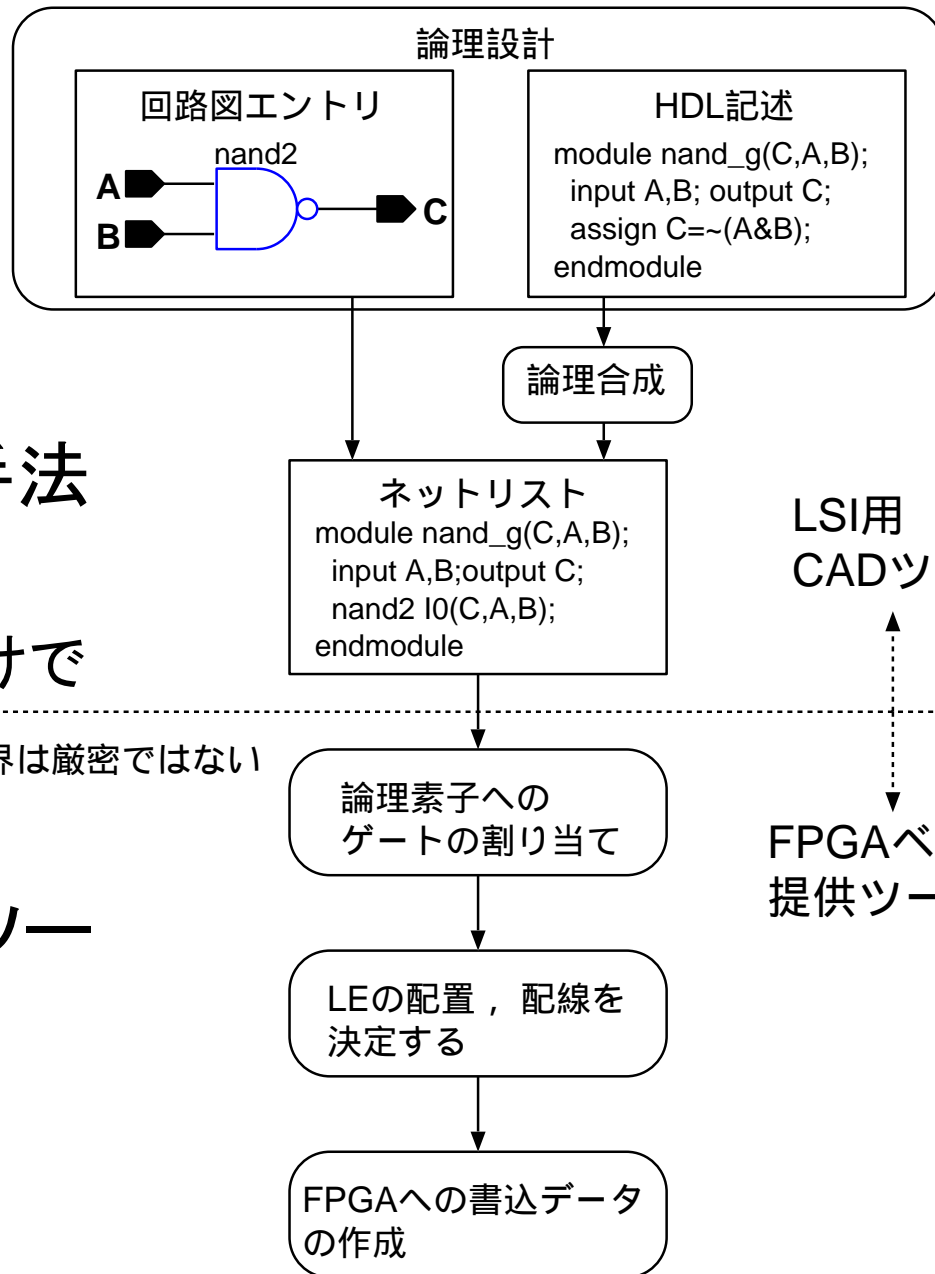 論理設計
回路図エントリ
nand2
A
B
C
HDL記述
module nand_g(C,A,B);
input A,B; output C;
assign C=~(A&B);
endmodule
論理合成
手法
ネットリスト
module nand_g(C,A,B);
input A,B;output C;
nand2 I0(C,A,B);
endmodule
LSI用
CADツ
けで
界は厳密ではない
論理素子への
ゲートの割り当て
FPGAベ
提供ツー
ツー
LEの配置，配線を
決定する
FPGAへの書込データ
の作成